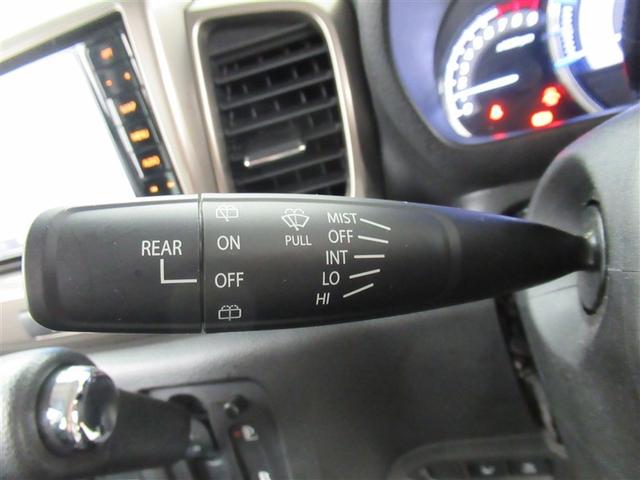 REAR
ON
OFF
PULL
MIST
OFF
INT
LO
HI